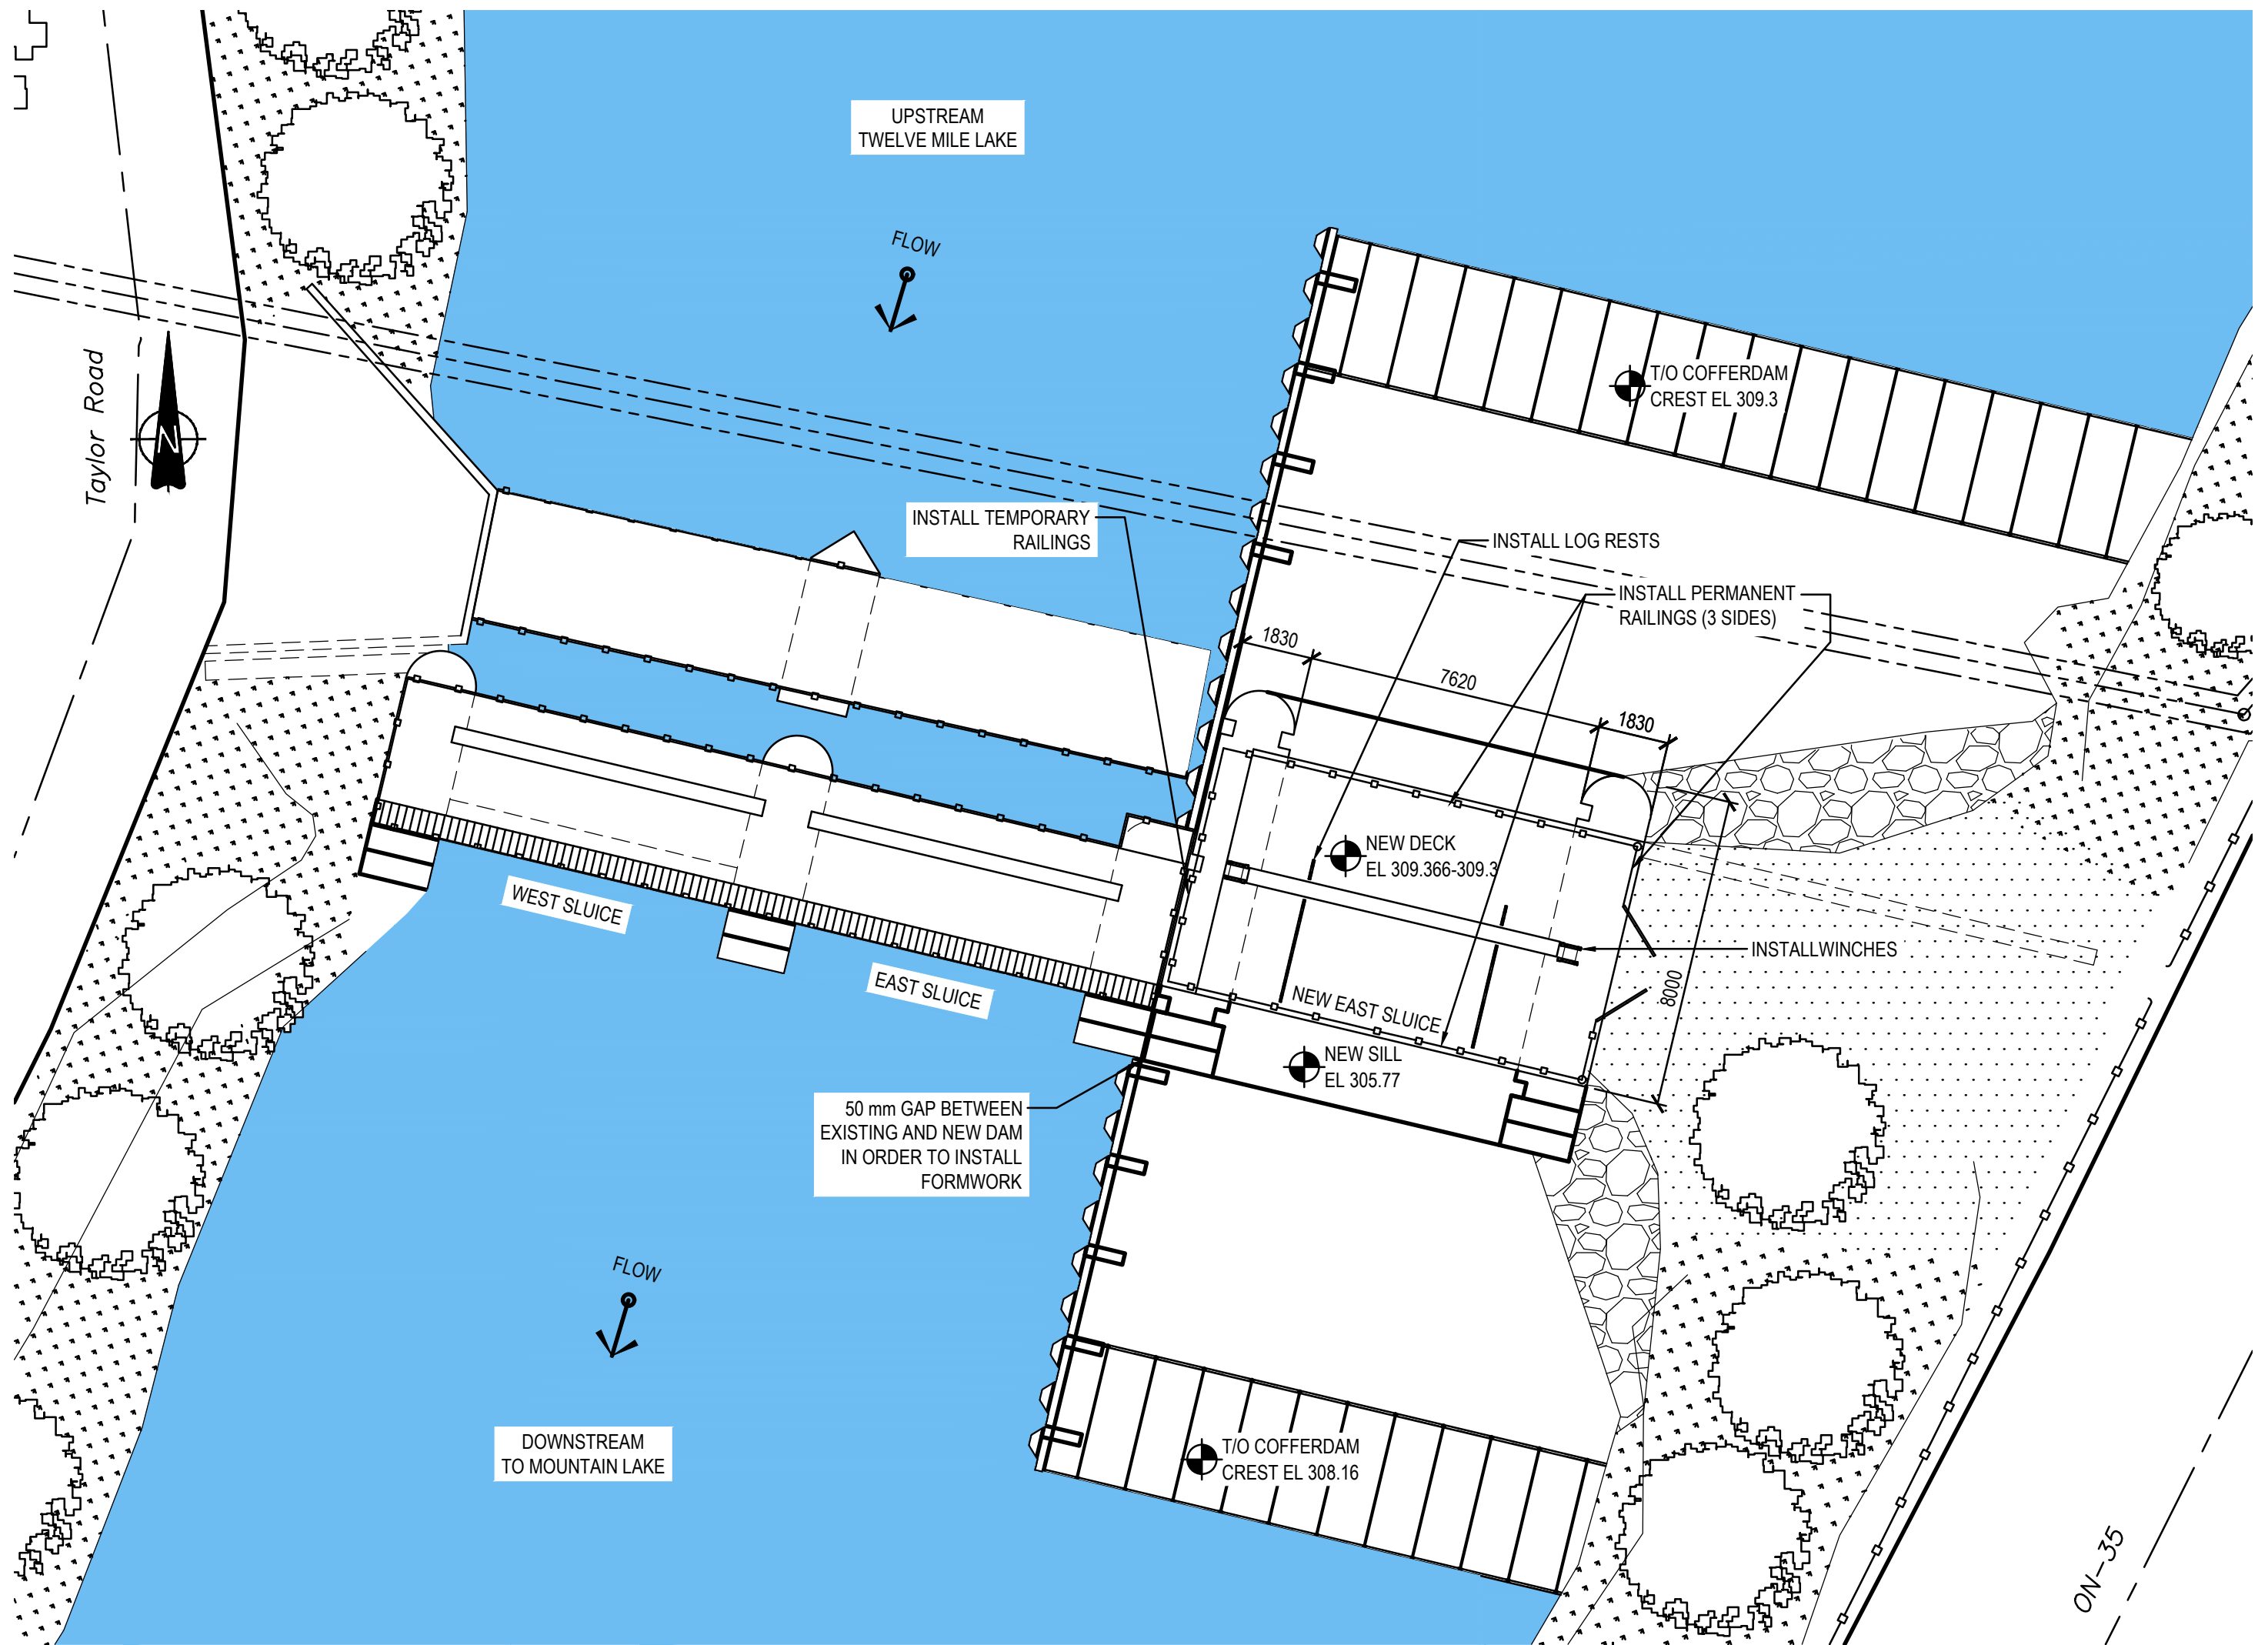 UPSTREAM
TWELVE MILE LAKE
FLOW
Taylor Road
N
T/O COFFERDAM
CREST EL 309.3
INSTALL TEMPORARY
RAILINGS
INSTALL LOG RESTS
INSTALL PERMANENT
RAILINGS (3 SIDES)
1830
7620
1830
NEW DECK
EL 309.366-309.3
WEST SLUICE
EAST SLUICE
INSTALLWINCHES
8000
NEW EAST SLUICE
NEW SILL
EL 305.77
50 mm GAP BETWEEN
EXISTING AND NEW DAM
IN ORDER TO INSTALL
FORMWORK
FLOW
DOWNSTREAM
TO MOUNTAIN LAKE
T/O COFFERDAM
CREST EL 308.16
ON-35